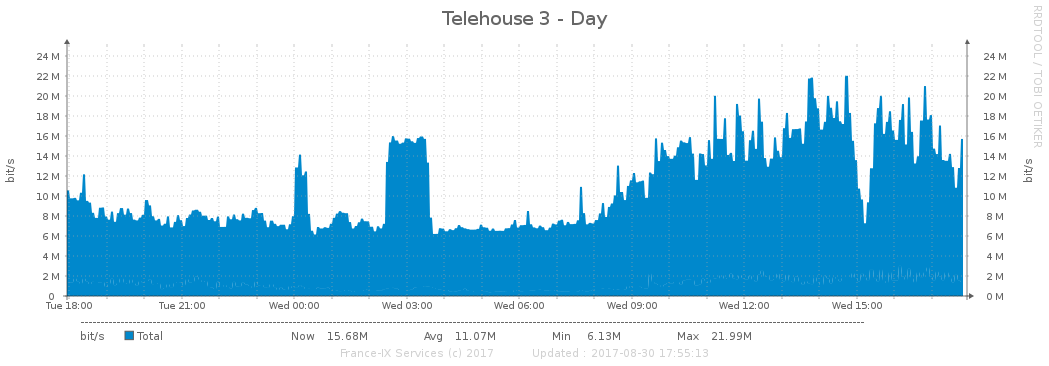 Telehouse 3 - Day
RRDTOOL / TOBI OETIKER
24 M 24 M
22 M 22 M
20 M 20 M
18 M 18 M
16 M 16 M
14 M 14 M
12 M 12 M
10 M 10 M
8 M 8 M
6 M 6 M
4 M 4 M
2 M 2 M
0 0 M
bit/s bit/s
Tue 18:00 Tue 21:00 Wed 00:00 Wed 03:00 Wed 06:00 Wed 09:00 Wed 12:00 Wed 15:00
bit/s Total Now 15.68M Avg 11.07M Min 6.13M Max 21.99M
France-IX Services (c) 2017 Updated : 2017-08-30 17:55:13